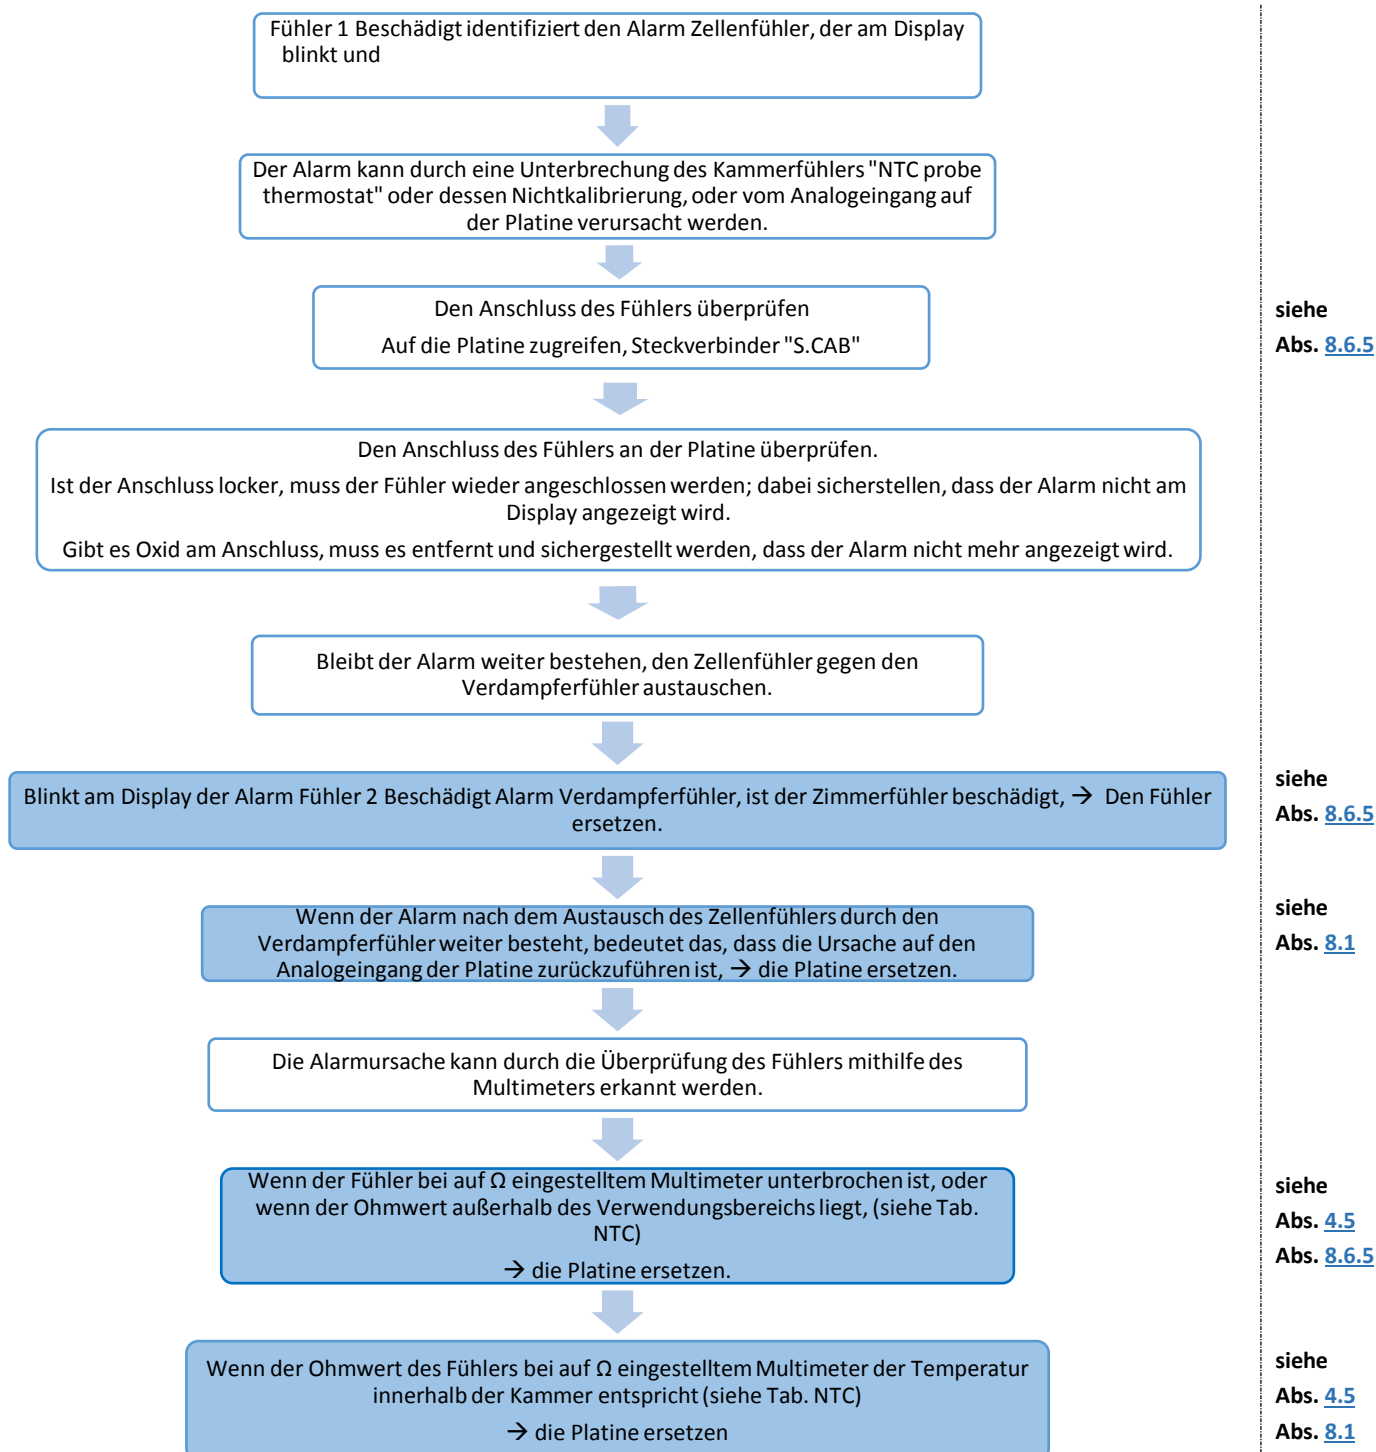 Fühler 1 Beschädigt identifiziert den Alarm Zellenfühler, der am Display
blinkt und
Der Alarm kann durch eine Unterbrechung des Kammerfühlers "NTC probe
thermostat" oder dessen Nichtkalibrierung, oder vom Analogeingang auf
der Platine verursacht werden.
Den Anschluss des Fühlers überprüfen
Auf die Platine zugreifen, Steckverbinder "S.CAB"
siehe
Abs. 8.6.5
Den Anschluss des Fühlers an der Platine überprüfen.
Ist der Anschluss locker, muss der Fühler wieder angeschlossen werden; dabei sicherstellen, dass der Alarm nicht am
Display angezeigt wird.
Gibt es Oxid am Anschluss, muss es entfernt und sichergestellt werden, dass der Alarm nicht mehr angezeigt wird.
Bleibt der Alarm weiter bestehen, den Zellenfühler gegen den
Verdampferfühler austauschen.
Blinkt am Display der Alarm Fühler 2 Beschädigt Alarm Verdampferfühler, ist der Zimmerfühler beschädigt, → Den Fühler
ersetzen.
siehe
Abs. 8.6.5
Wenn der Alarm nach dem Austausch des Zellenfühlers durch den
Verdampferfühler weiter besteht, bedeutet das, dass die Ursache auf den
Analogeingang der Platine zurückzuführen ist, → die Platine ersetzen.
siehe
Abs. 8.1
Die Alarmursache kann durch die Überprüfung des Fühlers mithilfe des
Multimeters erkannt werden.
Wenn der Fühler bei auf Ω eingestelltem Multimeter unterbrochen ist, oder
wenn der Ohmwert außerhalb des Verwendungsbereichs liegt, (siehe Tab.
NTC)
→ die Platine ersetzen.
siehe
Abs. 4.5
Abs. 8.6.5
Wenn der Ohmwert des Fühlers bei auf Ω eingestelltem Multimeter der Temperatur
innerhalb der Kammer entspricht (siehe Tab. NTC)
→ die Platine ersetzen
siehe
Abs. 4.5
Abs. 8.1